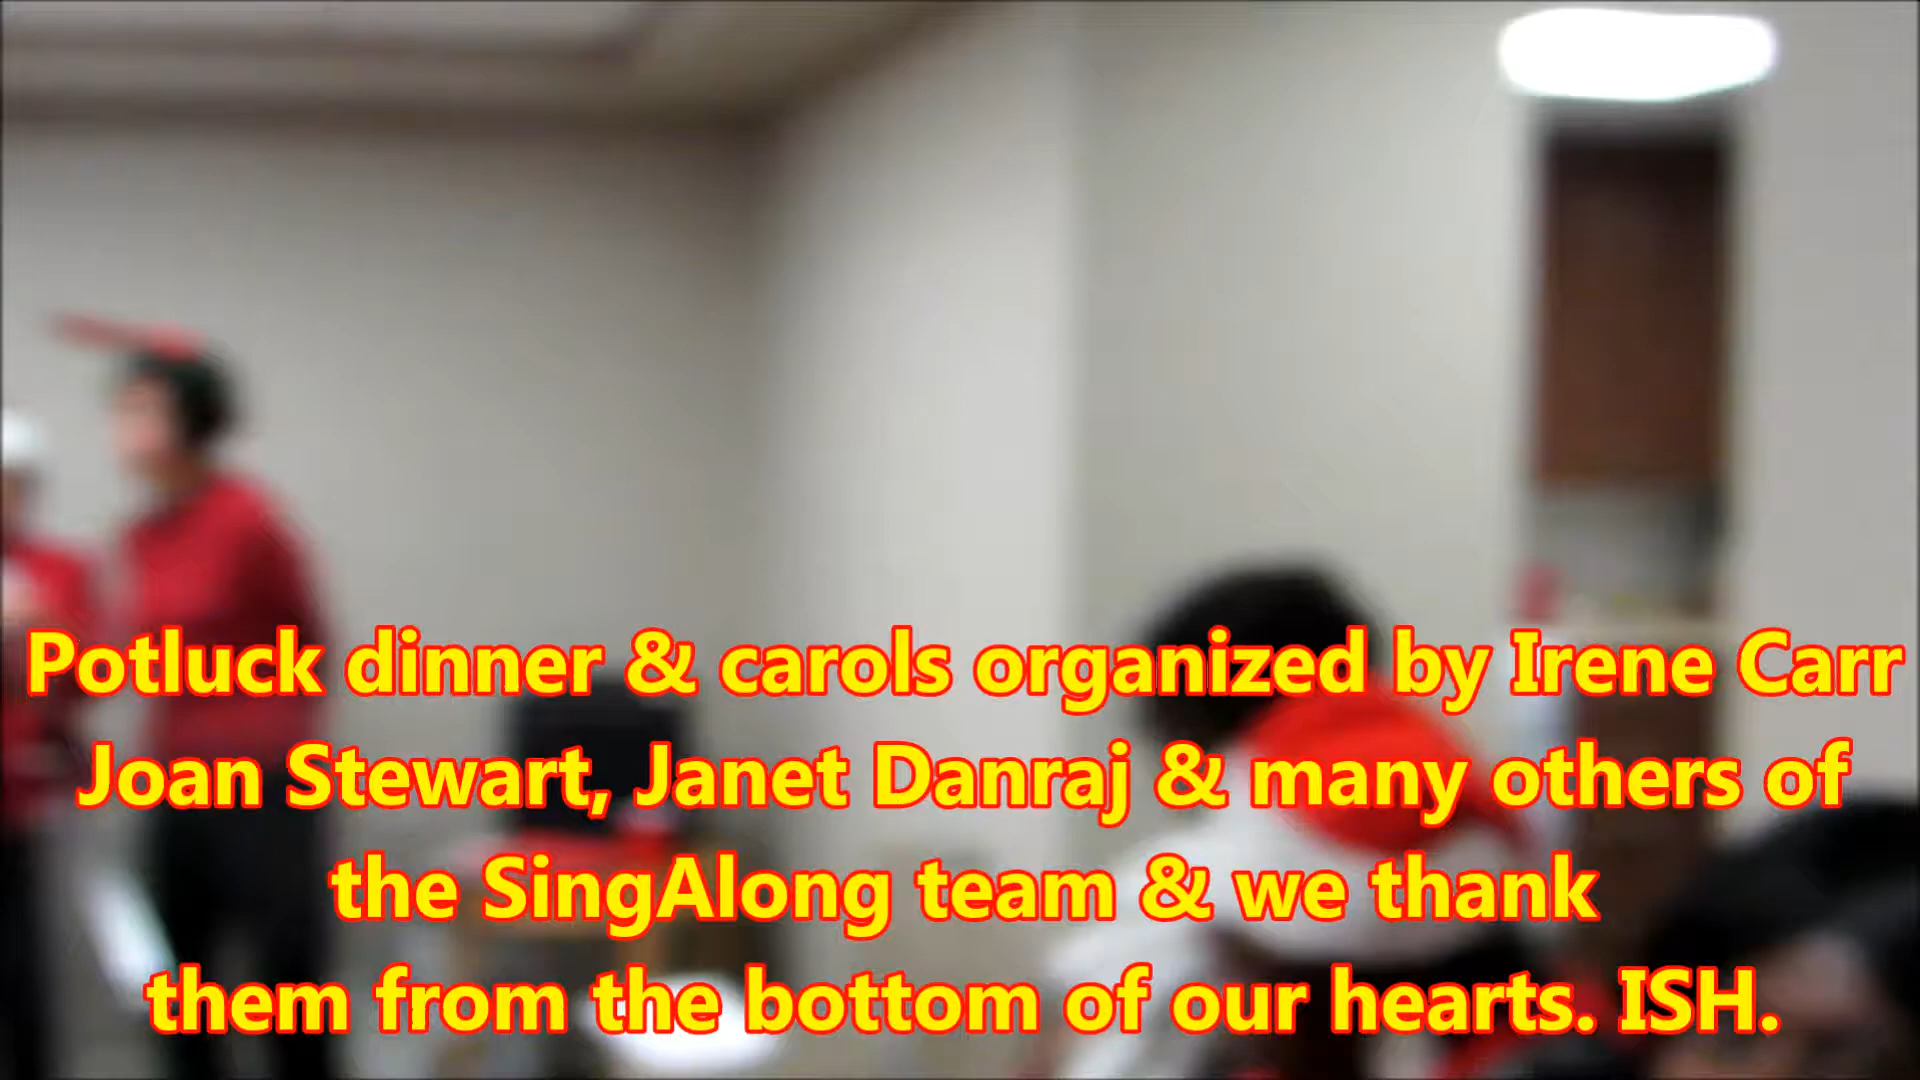 Potluck dinner & carols organized by Irene Carr
Joan Stewart, Janet Danraj & many others of
the SingAlong team & we thank
them from the bottom of our hearts. ISH.